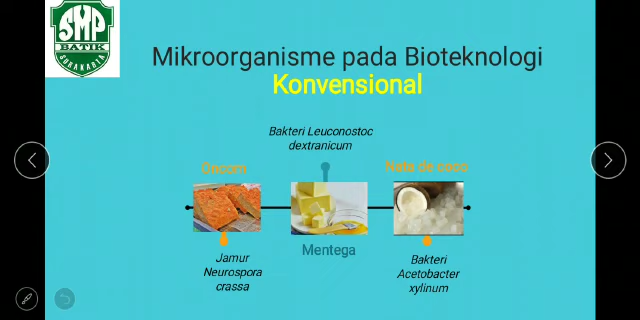 SMP
BATIK
SURAKARTA
Mikroorganisme pada Bioteknologi
Konvensional
Bakteri Leuconostoc
dextranicum
Oncom
Nata de coco
Mentega
Jamur
Neurospora
crassa
Bakteri
Acetobacter
xylinum